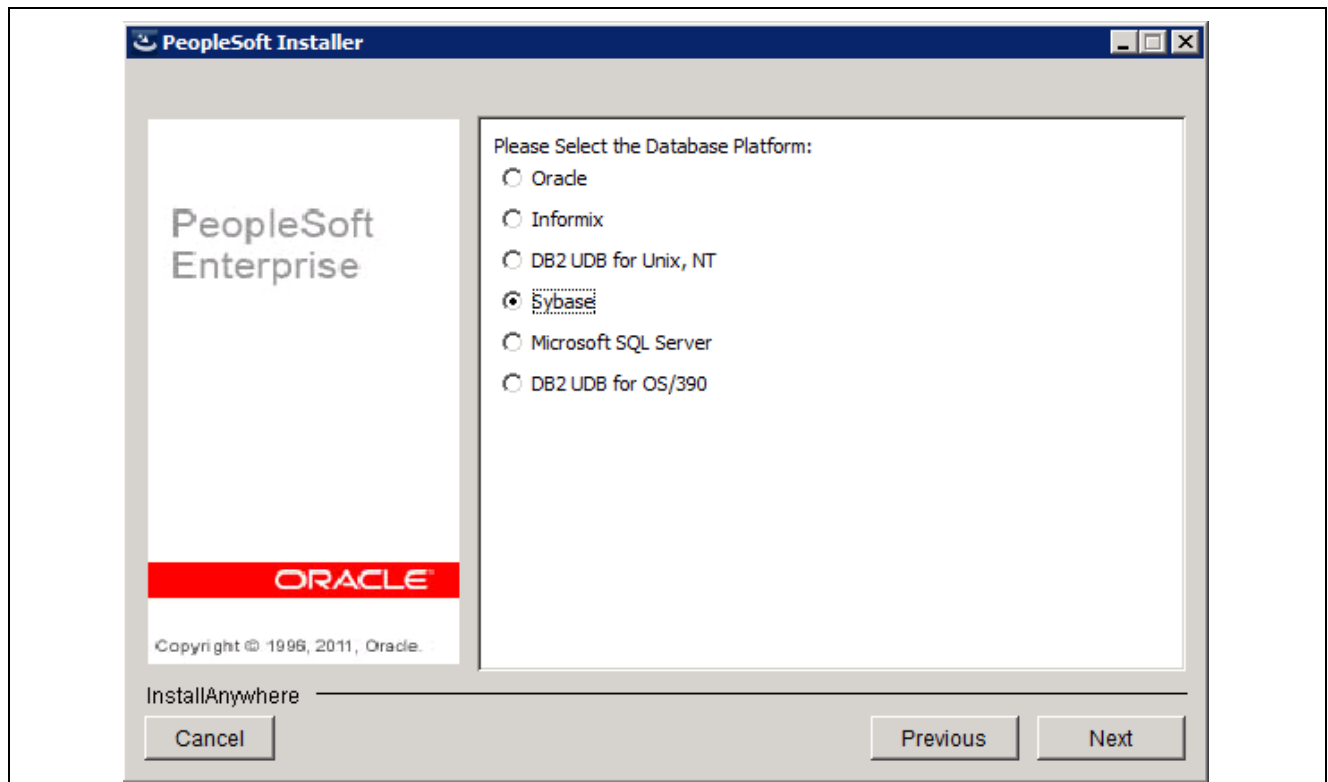 PeopleSoft Installer
PeopleSoft
Enterprise
ORACLE
Copyright © 1996, 2011, Oracle.
Please Select the Database Platform:
Oracle
Informix
DB2 UDB for Unix, NT
Sybase
Microsoft SQL Server
DB2 UDB for OS/390
InstallAnywhere
Cancel
Previous
Next